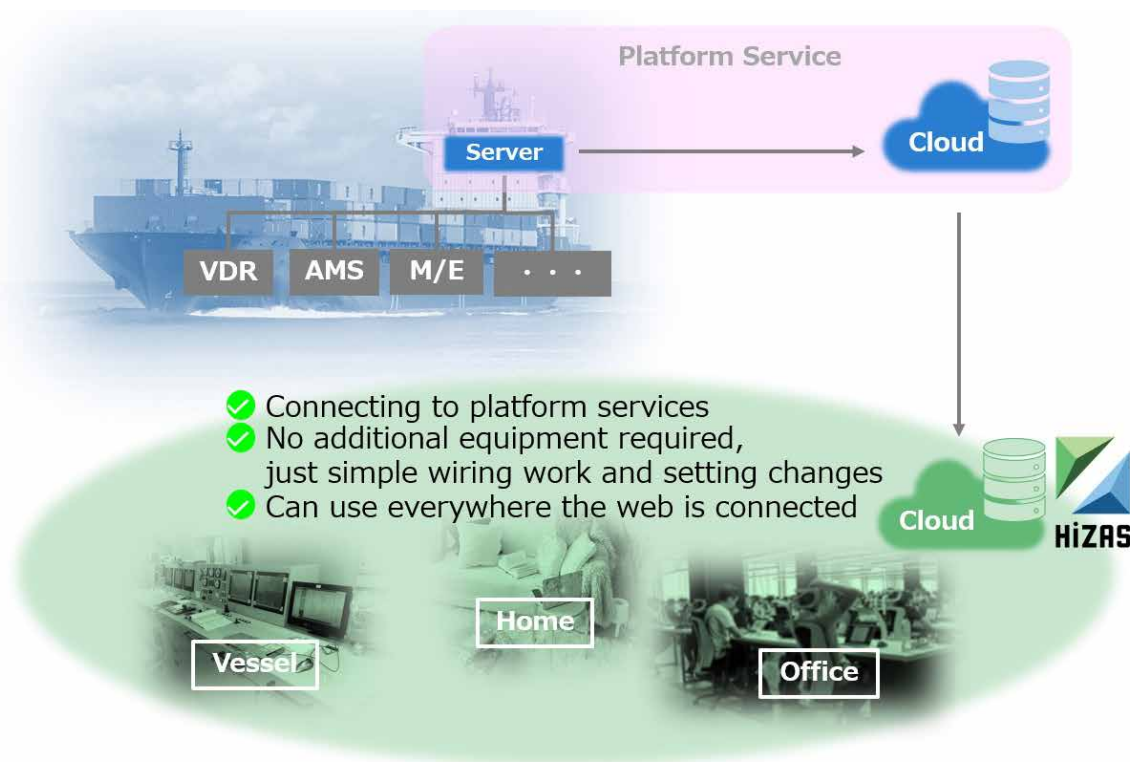 Platform Service
Server
Cloud
VDR
AMS
M/E
・・・
Connecting to platform services
No additional equipment required,
just simple wiring work and setting changes
Can use everywhere the web is connected
Cloud
HiZAS
Home
Vessel
Office